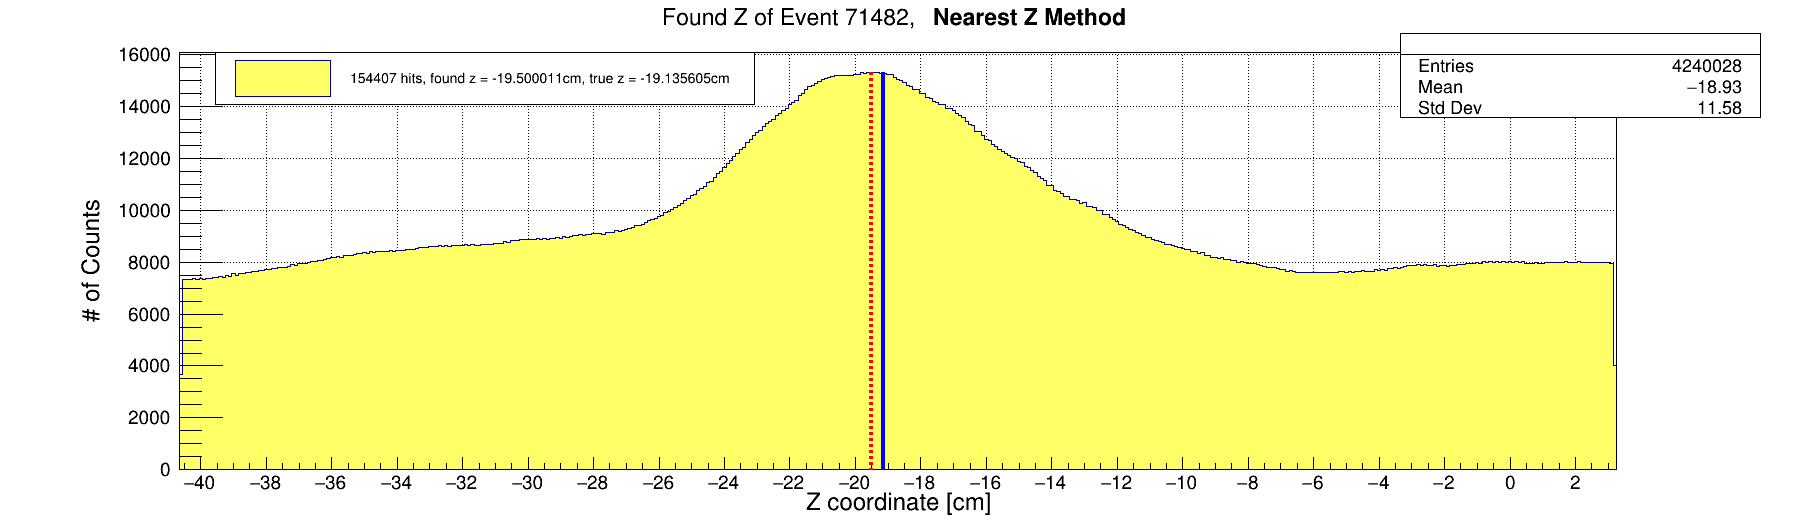 Found Z of Event 71482, Nearest Z Method
154407 hits, found z = -19.500011cm, true z = -19.135605cm
Entries 4240028
Mean −18.93
Std Dev 11.58
16000
14000
12000
10000
8000
6000
4000
2000
0
# of Counts
−40 −38 −36 −34 −32 −30 −28 −26 −24 −22 −20 −18 −16 −14 −12 −10 −8 −6 −4 −2 0 2
Z coordinate [cm]